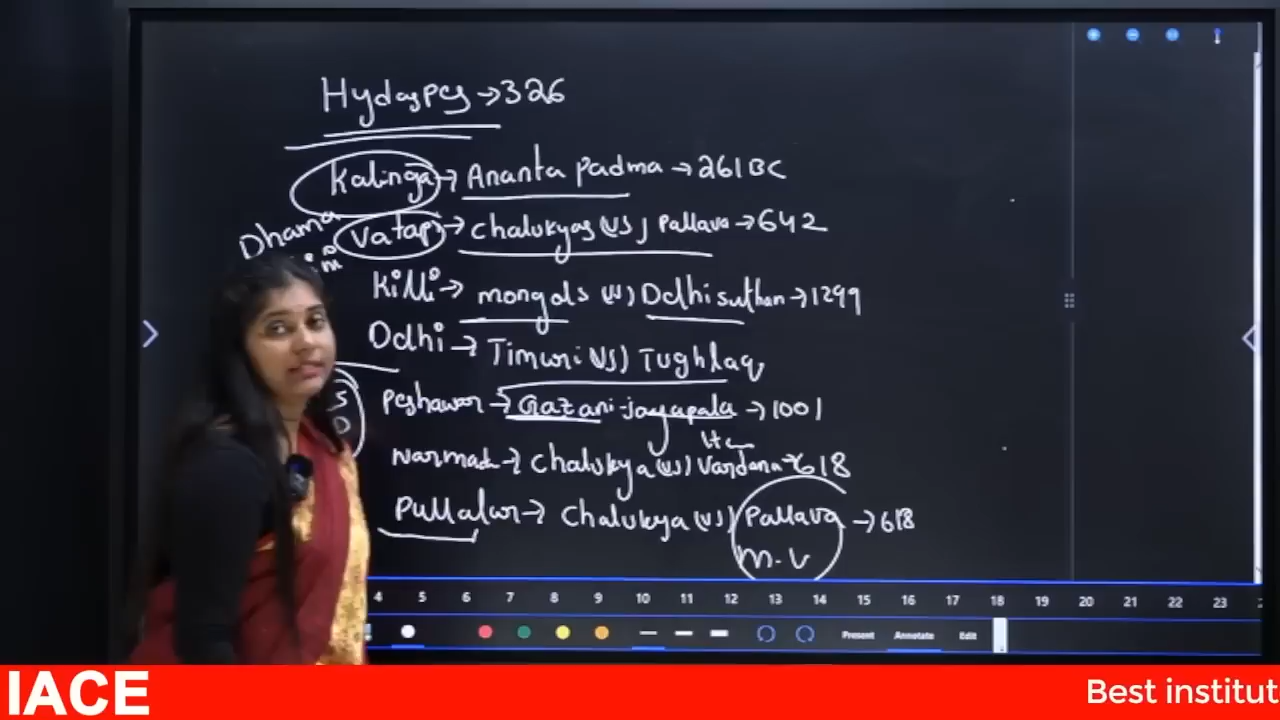 Hydaspes → 326
Kalinga → Ananta padma → 261 BC
Dhama
Vatapi → chalukyas (vs) Pallava → 642
Killi → mongols (vs) Delhi sulthan → 1299
Delhi → Timuri (vs) Tughlaq
S
D
Peshawar → Gazani - jayapala → 1001
Narmada → Chalukya (vs) Vardana → 618
Pullalur → Chalukya (vs) Pallava → 618
M.V
4 5 6 7 8 9 10 11 12 13 14 15 16 17 18 19 20 21 22 23
Present Annotate Edit
IACE
Best institut